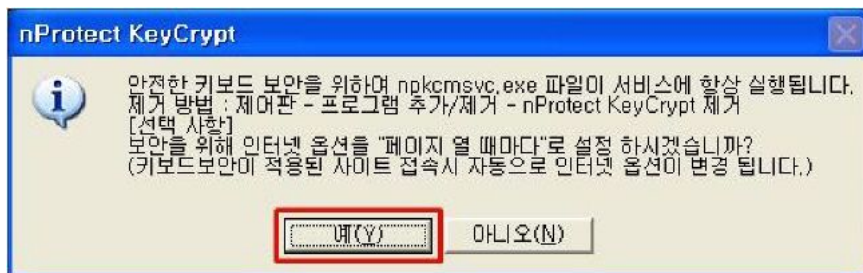 nProtect KeyCrypt
안전한 키보드 보안을 위하여 npkcmsvc.exe 파일이 서비스에 항상 실행됩니다.
제거 방법 : 제어판 - 프로그램 추가/제거 - nProtect KeyCrypt 제거
[선택 사항]
보안을 위해 인터넷 옵션을 "페이지 열 때마다"로 설정 하시겠습니까?
(키보드보안이 적용된 사이트 접속시 자동으로 인터넷 옵션이 변경 됩니다.)
예(Y) 아니오(N)